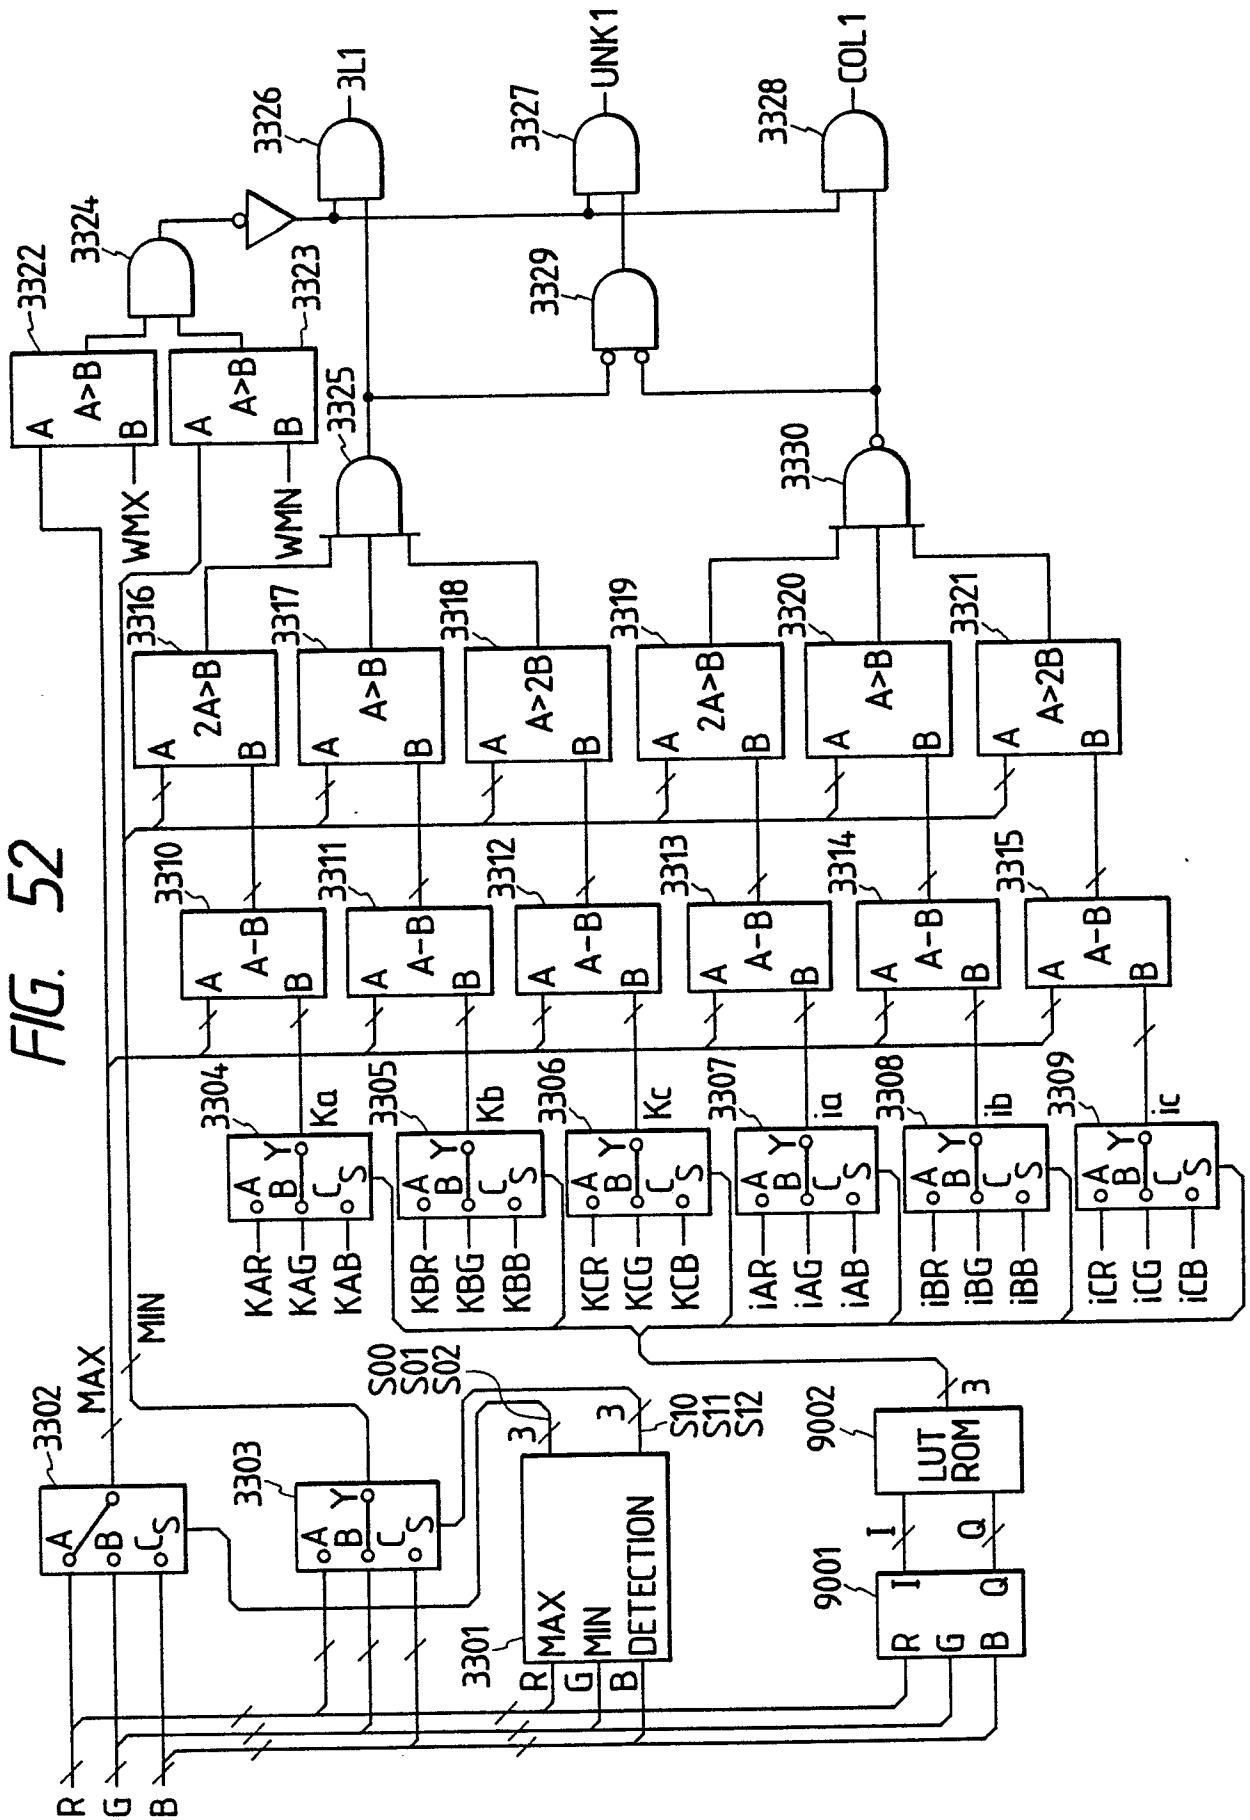 FIG. 52
R
G
B
3302
A
B
C
S
MAX
MIN
3303
A
B
C
Y
S
3301
R
G
B
MAX
MIN
DETECTION
3
S00
S01
S02
3
S10
S11
S12
9001
R
G
B
I
Q
I
Q
9002
LUT
ROM
3
3304
KAR
KAG
KAB
A
B
C
Y
S
Ka
3305
KBR
KBG
KBB
A
B
C
Y
S
Kb
3306
KCR
KCG
KCB
A
B
C
Y
S
Kc
3307
iAR
iAG
iAB
A
B
C
Y
S
ia
3308
iBR
iBG
iBB
A
B
C
Y
S
ib
3309
iCR
iCG
iCB
A
B
C
Y
S
ic
3310
A
A-B
B
3311
A
A-B
B
3312
A
A-B
B
3313
A
A-B
B
3314
A
A-B
B
3315
A
A-B
B
3316
A
2A>B
B
3317
A
A>B
B
3318
A
A>2B
B
3319
A
2A>B
B
3320
A
A>B
B
3321
A
A>2B
B
WMX
3322
A
A>B
B
WMN
3323
A
A>B
B
3324
3325
3330
3329
3326
3L1
3327
UNK1
3328
COL1